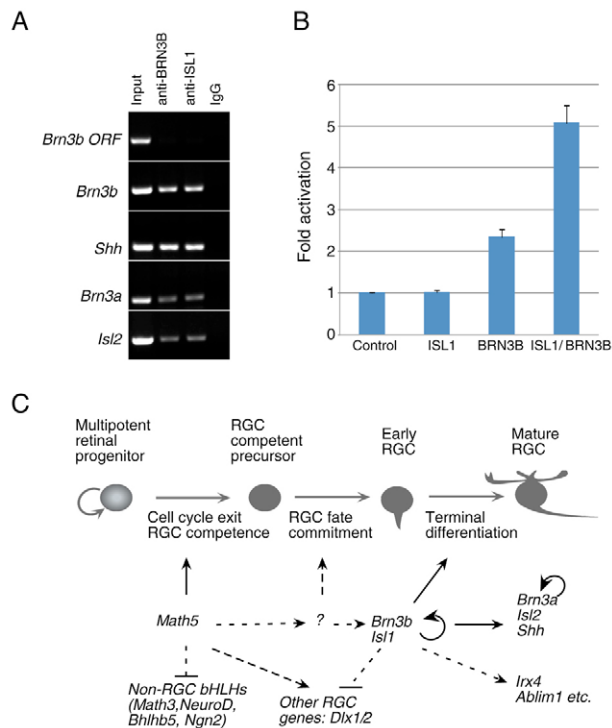 A
Input
anti-BRN3B
anti-ISL1
IgG
Brn3b ORF
Brn3b
Shh
Brn3a
Isl2
B
Fold activation
6
5
4
3
2
1
0
Control
ISL1
BRN3B
ISL1/BRN3B
C
Multipotent
retinal
progenitor
RGC
competent
precursor
Early
RGC
Mature
RGC
Cell cycle exit
RGC competence
RGC fate
commitment
Terminal
differentiation
Math5
?
Brn3b
Isl1
Brn3a
Isl2
Shh
Non-RGC bHLHs
(Math3,NeuroD,
Bhlhb5, Ngn2)
Other RGC
genes: Dlx1/2
Irx4
Ablim1 etc.